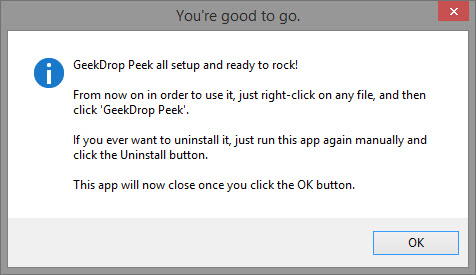 You're good to go.
GeekDrop Peek all setup and ready to rock!
From now on in order to use it, just right-click on any file, and then
click 'GeekDrop Peek'.
If you ever want to uninstall it, just run this app again manually and
click the Uninstall button.
This app will now close once you click the OK button.
OK